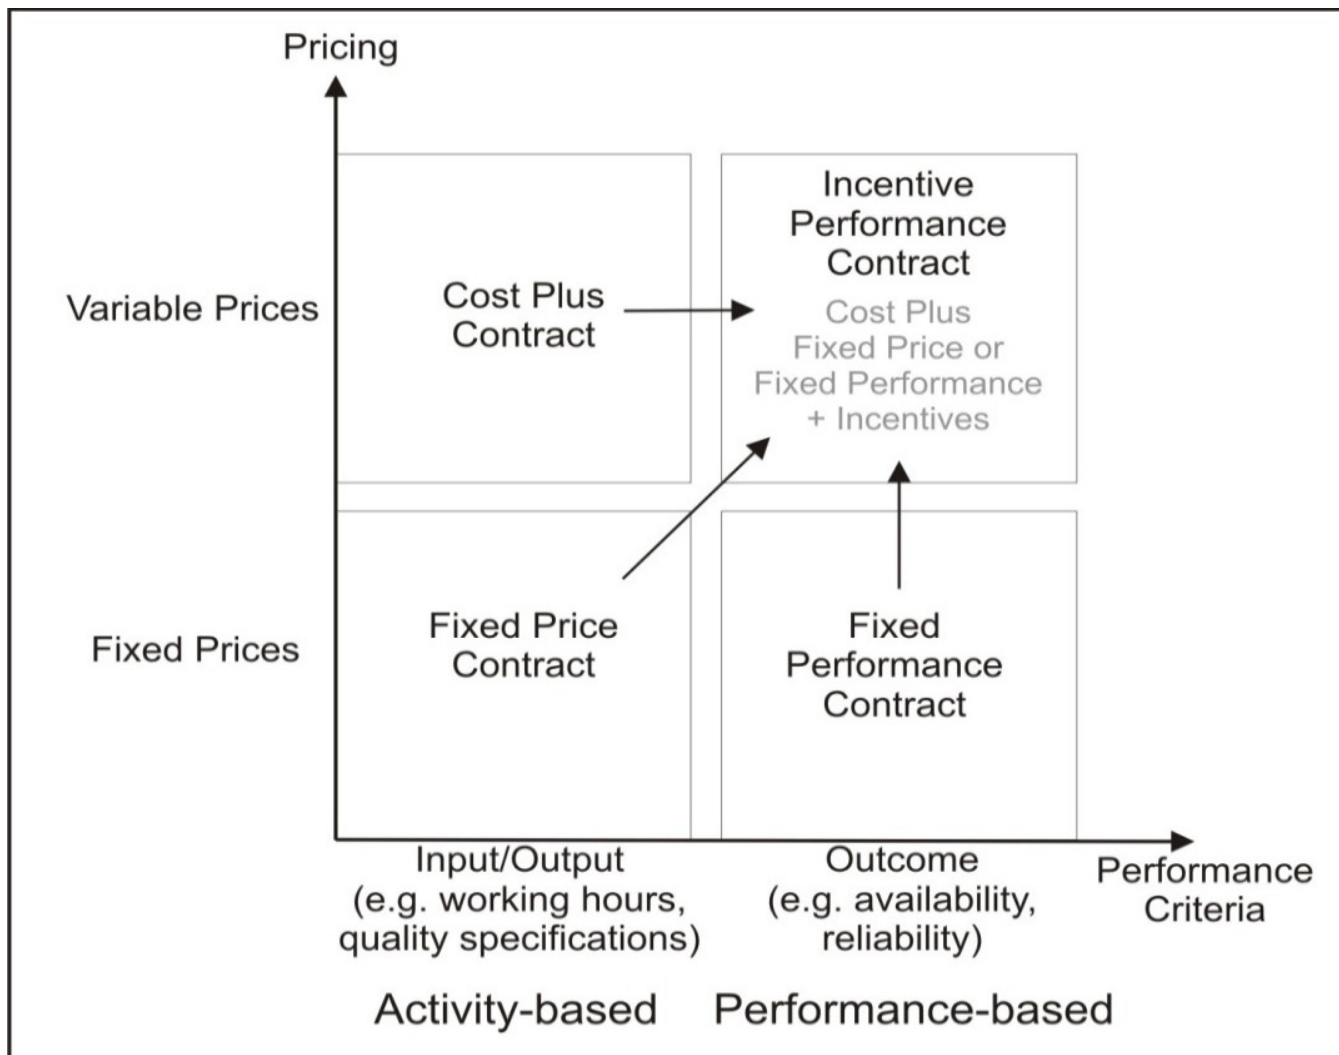 Pricing
Variable Prices
Cost Plus
Contract
Incentive
Performance
Contract
Cost Plus
Fixed Price or
Fixed Performance
+ Incentives
Fixed Prices
Fixed Price
Contract
Fixed
Performance
Contract
Input/Output
(e.g. working hours,
quality specifications)
Outcome
(e.g. availability,
reliability)
Performance
Criteria
Activity-based
Performance-based